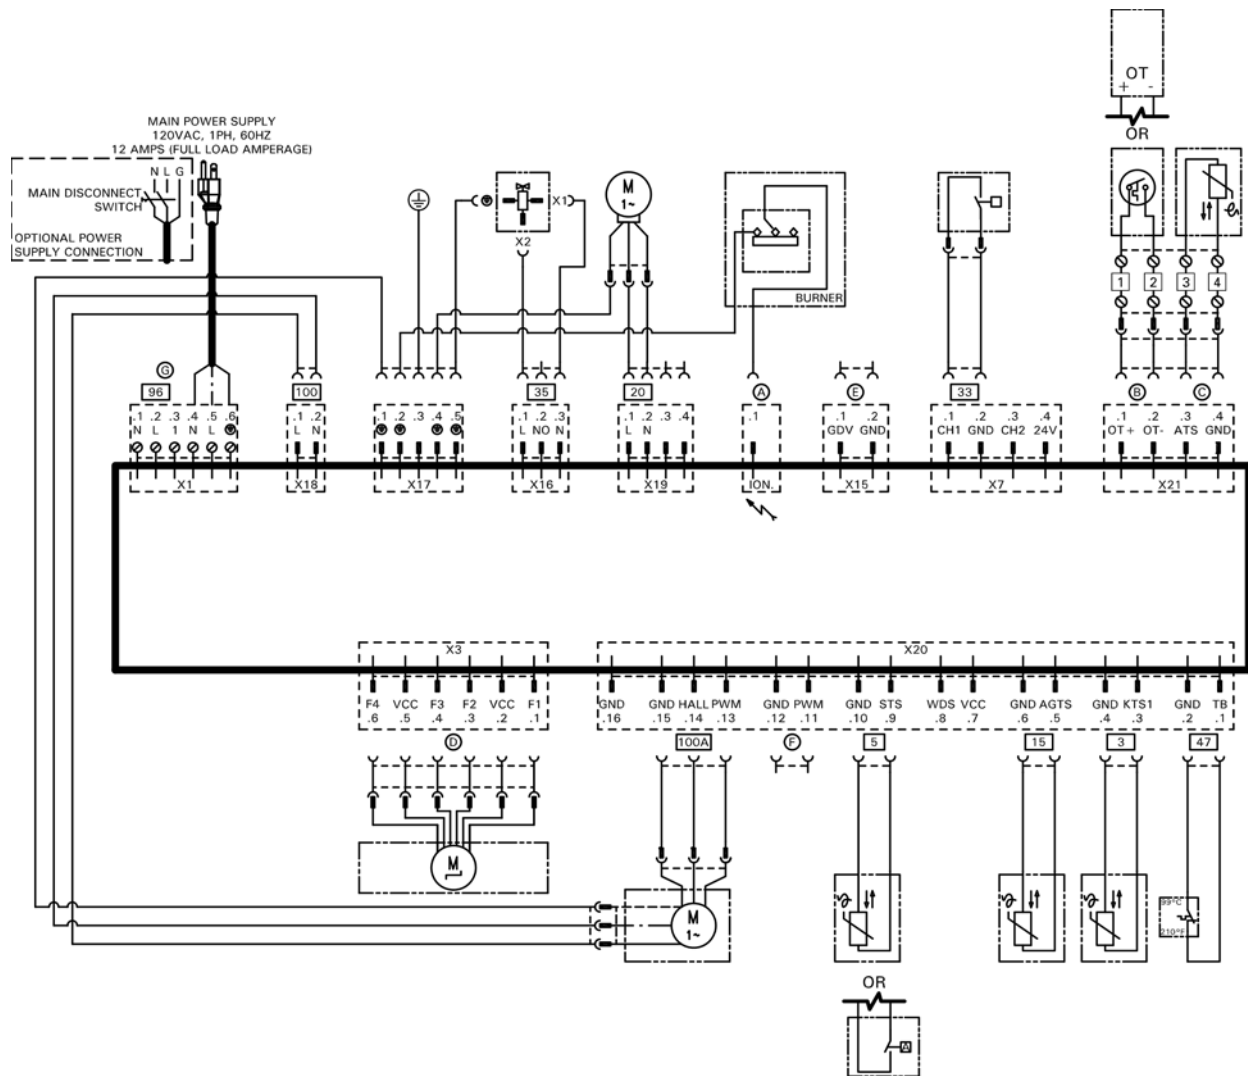 OT
+ -
OR
MAIN POWER SUPPLY
120VAC, 1PH, 60HZ
12 AMPS (FULL LOAD AMPERAGE)
N L G
MAIN DISCONNECT
SWITCH
OPTIONAL POWER
SUPPLY CONNECTION
X1
X2
M
1~
BURNER
1 2 3 4
G
96
100
35
20
A
E
33
B
C
.1 .2 .3 .4 .5 .6
N L 1 N L
X1
.1 .2
L N
X18
.1 .2 .3 .4 .5
X17
.1 .2 .3
L NO N
X16
.1 .2 .3 .4
L N
X19
.1
ION.
.1 .2
GDV GND
X15
.1 .2 .3 .4
CH1 GND CH2 24V
X7
.1 .2 .3 .4
OT+ OT- ATS GND
X21
X3
F4 VCC F3 F2 VCC F1
.6 .5 .4 .3 .2 .1
D
M
X20
GND GND HALL PWM GND PWM GND STS WDS VCC GND AGTS GND KTS1 GND TB
.16 .15 .14 .13 .12 .11 .10 .9 .8 .7 .6 .5 .4 .3 .2 .1
100A
F
5
15
3
47
M
1~
99°C
210°F
OR
A